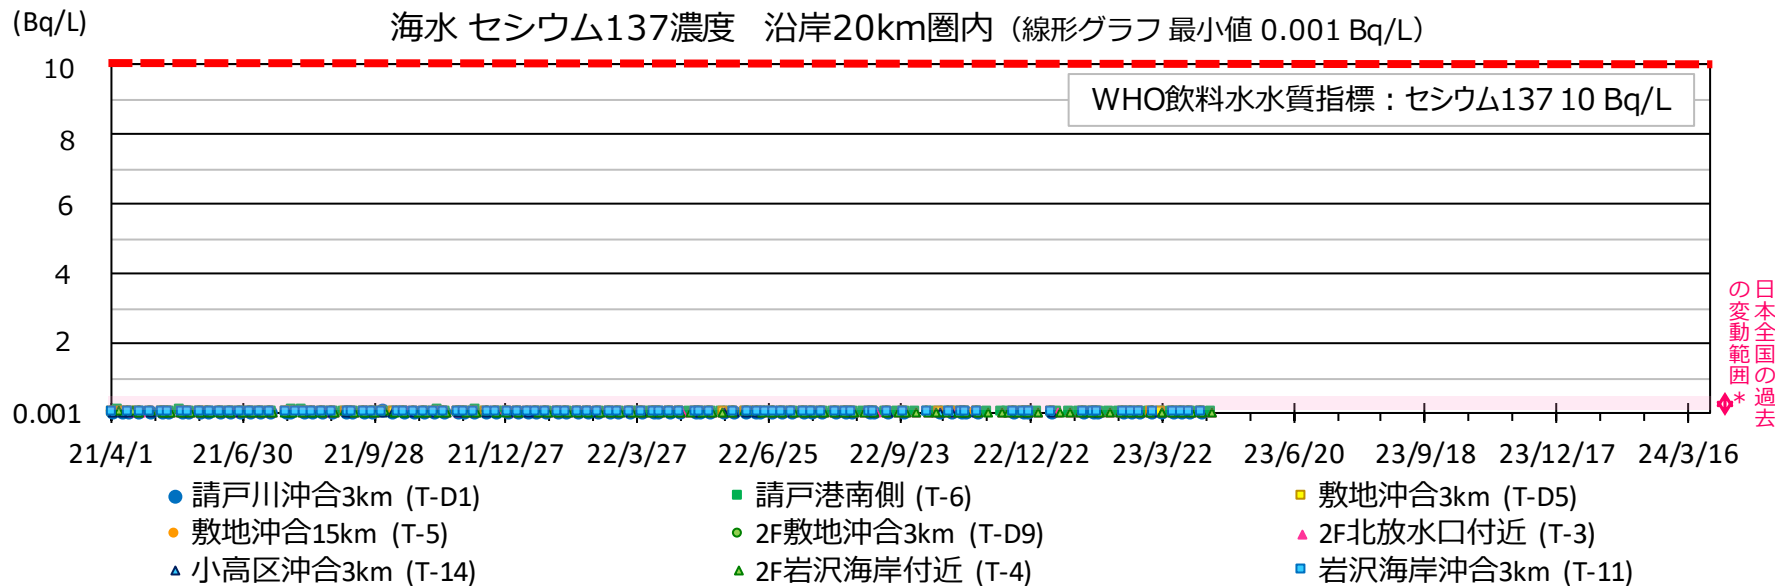 (Bq/L)
海水 セシウム137濃度 沿岸20km圏内（線形グラフ 最小値 0.001 Bq/L）
WHO飲料水水質指標：セシウム137 10 Bq/L
10
8
6
4
2
0.001
日本全国の過去
の変動範囲*
21/4/1 21/6/30 21/9/28 21/12/27 22/3/27 22/6/25 22/9/23 22/12/22 23/3/22 23/6/20 23/9/18 23/12/17 24/3/16
請戸川沖合3km (T-D1) 請戸港南側 (T-6) 敷地沖合3km (T-D5)
敷地沖合15km (T-5) 2F敷地沖合3km (T-D9) 2F北放水口付近 (T-3)
小高区沖合3km (T-14) 2F岩沢海岸付近 (T-4) 岩沢海岸沖合3km (T-11)